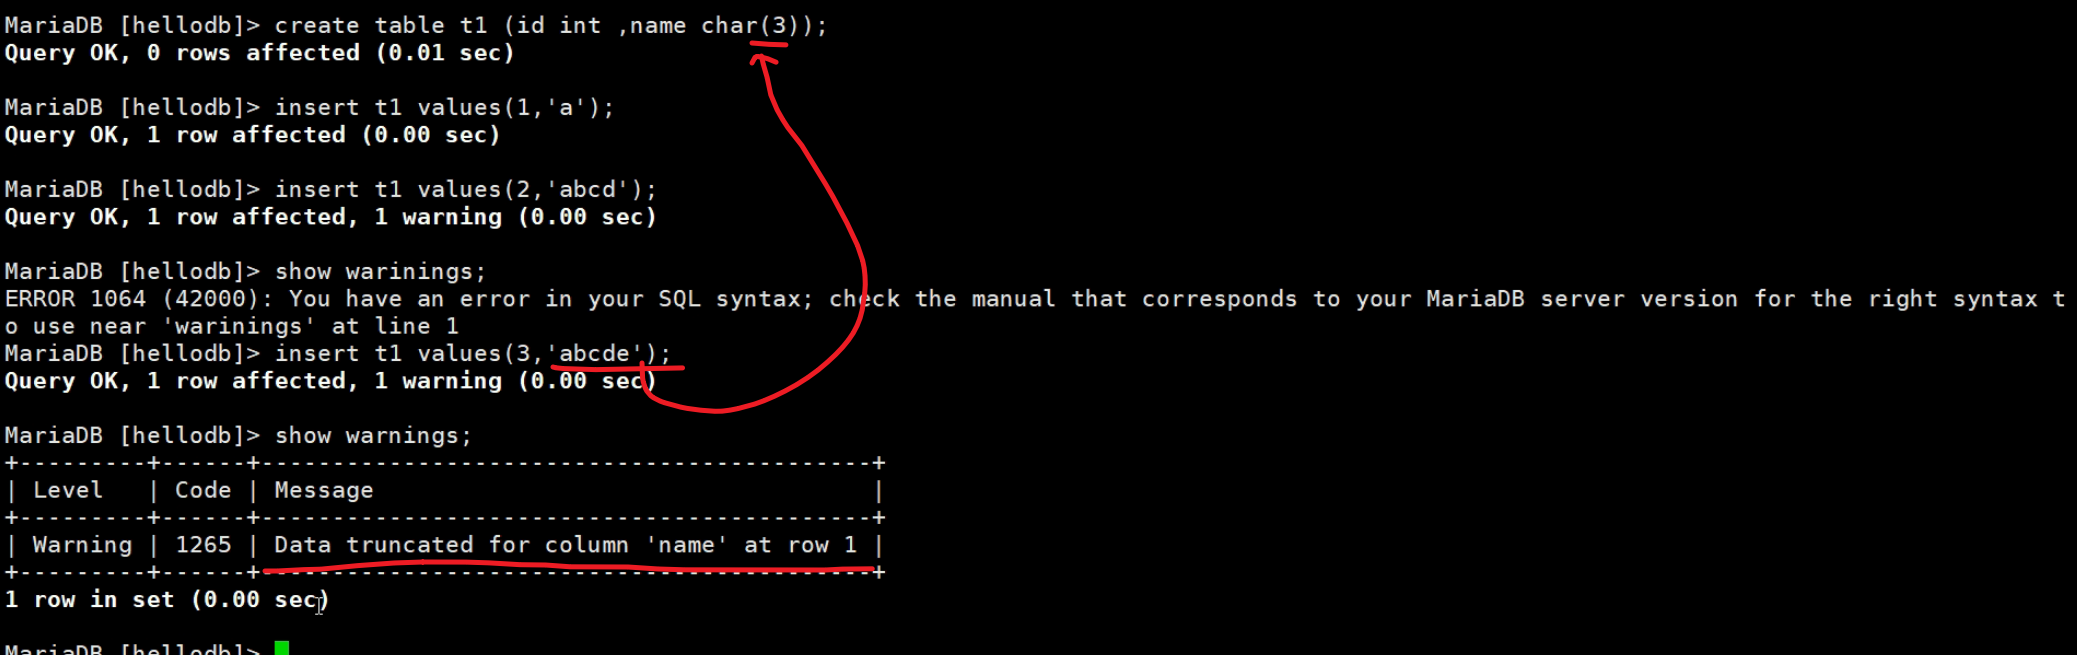 MariaDB [hellodb]> create table t1 (id int ,name char(3));
Query OK, 0 rows affected (0.01 sec)
MariaDB [hellodb]> insert t1 values(1,'a');
Query OK, 1 row affected (0.00 sec)
MariaDB [hellodb]> insert t1 values(2,'abcd');
Query OK, 1 row affected, 1 warning (0.00 sec)
MariaDB [hellodb]> show warinings;
ERROR 1064 (42000): You have an error in your SQL syntax; check the manual that corresponds to your MariaDB server version for the right syntax t
o use near 'warinings' at line 1
MariaDB [hellodb]> insert t1 values(3,'abcde');
Query OK, 1 row affected, 1 warning (0.00 sec)
MariaDB [hellodb]> show warnings;
+---------+------+-------------------------------------------+
| Level   | Code | Message                                   |
+---------+------+-------------------------------------------+
| Warning | 1265 | Data truncated for column 'name' at row 1 |
+---------+------+-------------------------------------------+
1 row in set (0.00 sec)
MariaDB [hellodb]>